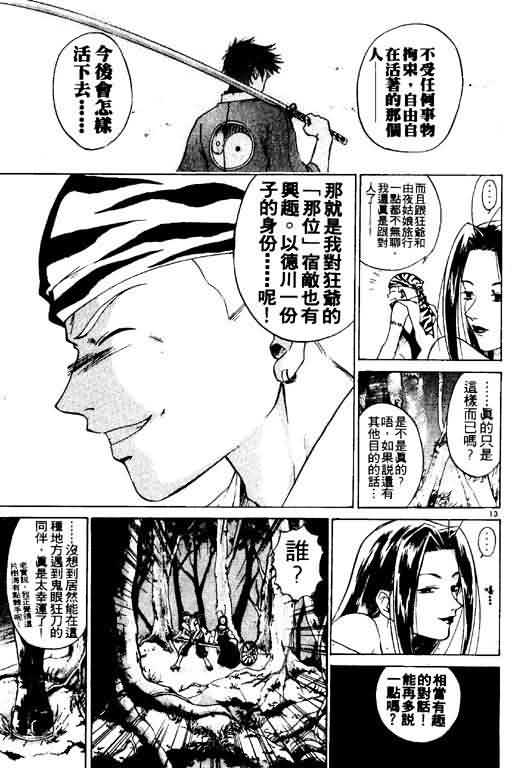 不受任何事物
拘束，自由自
在活著的那個
人——
今後會怎樣
活下去……
…。
而且跟狂爺和
由夜姑娘旅行
一點都不無聊。
我還真是跟對
人了——
那就是我對狂爺的
「那位」宿敵也有
興趣。以德川一份
子的身份……呢！
……真的只是
這樣而已嗎？
是不是真的？
唔，如果說還有
其他目的的話…
13
…。
嗯…
相當有趣
的對話！
能再多說
一點嗎？
誰？
……沒想到居然能在這
種地方遇到鬼眼狂刀的
同伴，真是太幸運了！